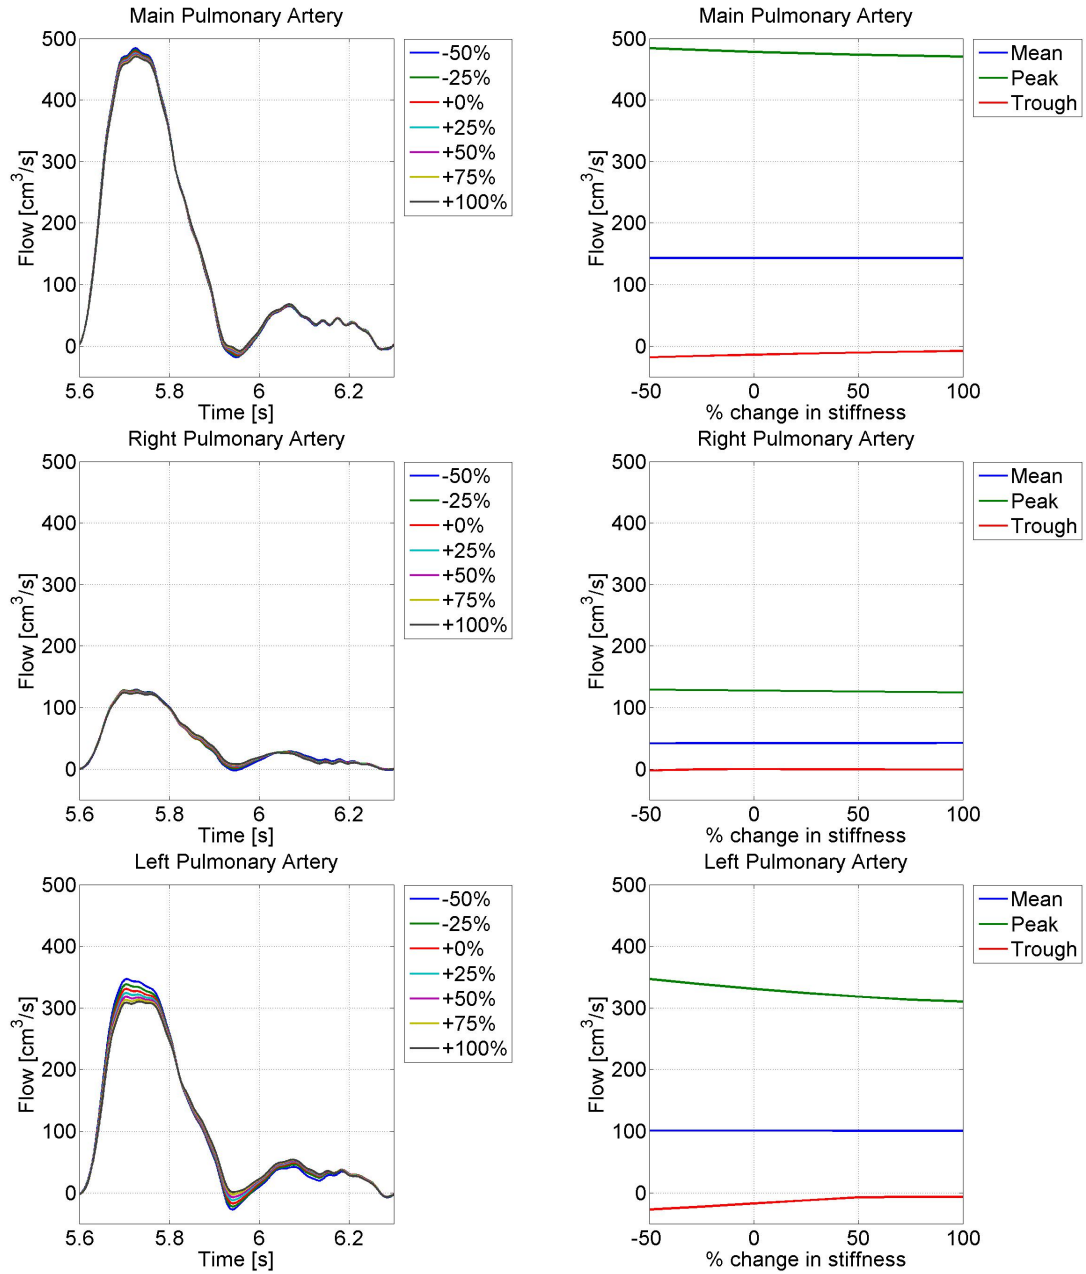 Main Pulmonary Artery
500
400
300
200
100
0
Flow [cm³/s]
5.6 5.8 6 6.2
Time [s]
-50%
-25%
+0%
+25%
+50%
+75%
+100%
Main Pulmonary Artery
500
400
300
200
100
0
Flow [cm³/s]
-50 0 50 100
% change in stiffness
Mean
Peak
Trough
Right Pulmonary Artery
500
400
300
200
100
0
Flow [cm³/s]
5.6 5.8 6 6.2
Time [s]
-50%
-25%
+0%
+25%
+50%
+75%
+100%
Right Pulmonary Artery
500
400
300
200
100
0
Flow [cm³/s]
-50 0 50 100
% change in stiffness
Mean
Peak
Trough
Left Pulmonary Artery
500
400
300
200
100
0
Flow [cm³/s]
5.6 5.8 6 6.2
Time [s]
-50%
-25%
+0%
+25%
+50%
+75%
+100%
Left Pulmonary Artery
500
400
300
200
100
0
Flow [cm³/s]
-50 0 50 100
% change in stiffness
Mean
Peak
Trough